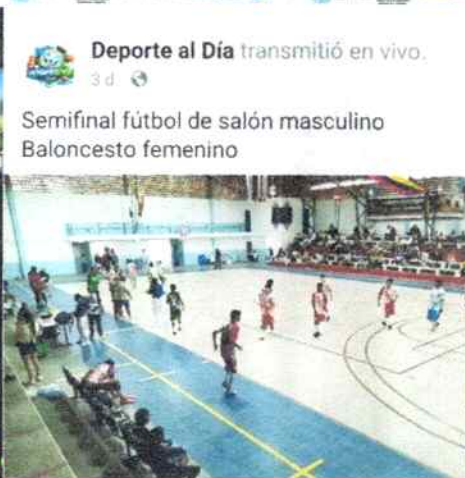 Deporte al Día transmitió en vivo.
3 d
Semifinal fútbol de salón masculino
Baloncesto femenino